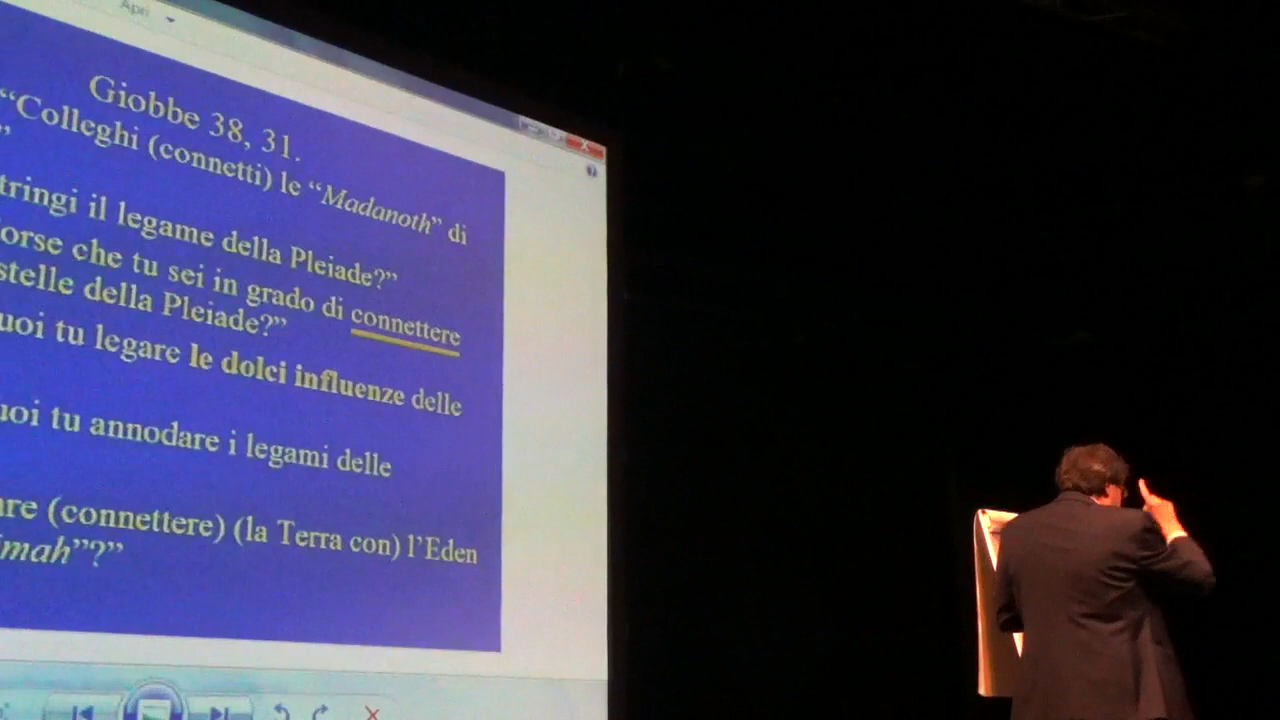 Apri
Giobbe 38, 31.
“Colleghi (connetti) le “Madanoth” di
”
tringi il legame della Pleiade?”
orse che tu sei in grado di connettere
stelle della Pleiade?”
uoi tu legare le dolci influenze delle
uoi tu annodare i legami delle
are (connettere) (la Terra con) l’Eden
imah”?”